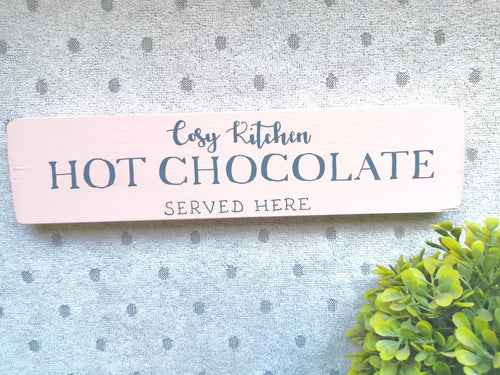 Cosy Kitchen
HOT CHOCOLATE
SERVED HERE